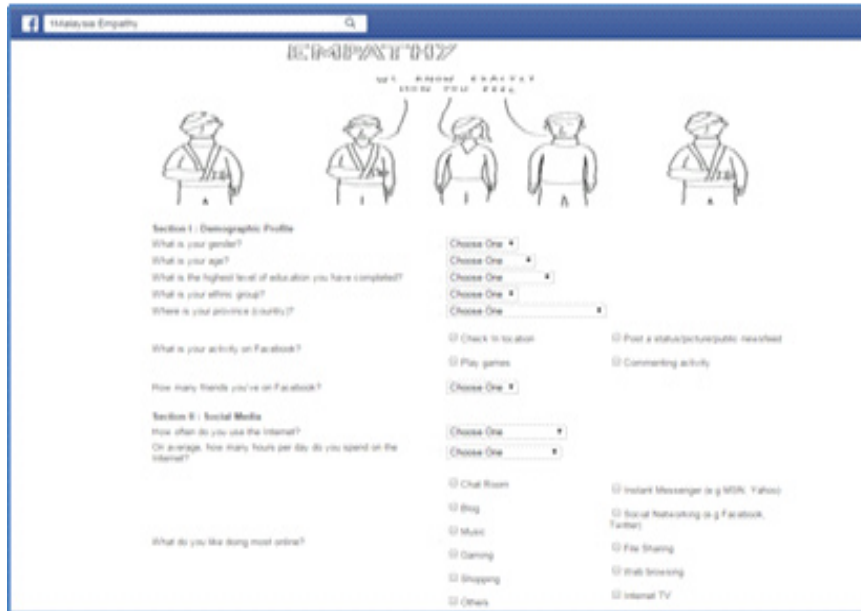 f
Malaysia Empathy
EMPATHY
WE KNOW EXACTLY
HOW YOU FEEL
Section I : Demographic Profile
What is your gender? Choose One
What is your age? Choose One
What is the highest level of education you have completed? Choose One
What is your ethnic group? Choose One
Where is your province (country)? Choose One
What is your activity on Facebook?
Check In location Post a status/picture/public newsfeed
Play games Commenting activity
How many friends you've on Facebook? Choose One
Section II : Social Media
How often do you use the Internet? Choose One
On average, how many hours per day do you spend on the Internet? Choose One
What do you like doing most online?
Chat Room Instant Messenger (e.g MSN, Yahoo)
Blog Social Networking (e.g Facebook, Twitter)
Music
Gaming File Sharing
Shopping Web browsing
Others Internet TV